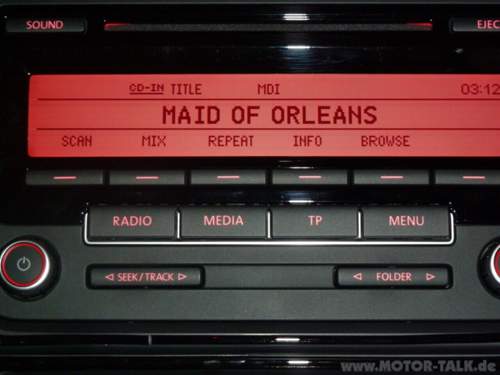 SOUND EJEC
CD-IN TITLE MDI 03:12
MAID OF ORLEANS
SCAN MIX REPEAT INFO BROWSE
RADIO MEDIA TP MENU
SEEK/TRACK FOLDER
www.MOTOR-TALK.de